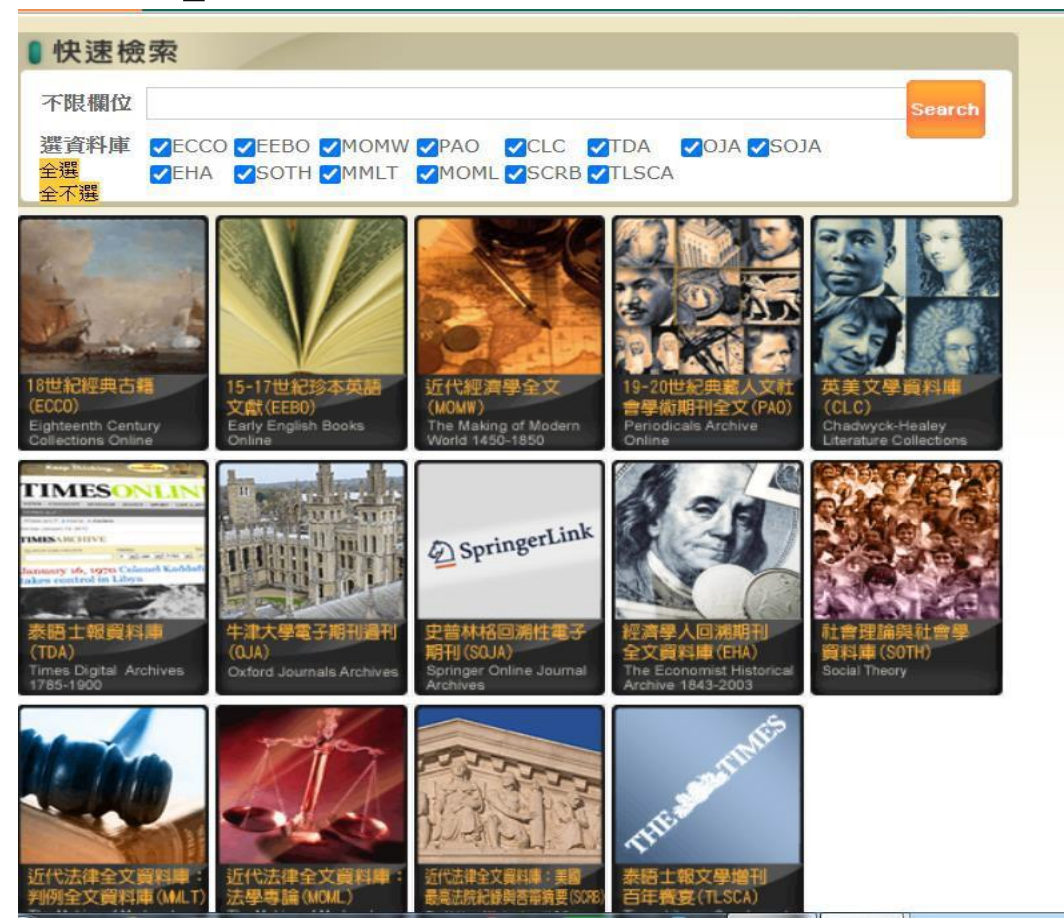 快速檢索
不限欄位
Search
選資料庫
ECCO EEBO MOMW PAO CLC TDA OJA SOJA
全選
EHA SOTH MMLT MOML SCRB TLSCA
全不選
18世紀經典古籍
(ECCO)
Eighteenth Century
Collections Online
15-17世紀珍本英語
文獻(EEBO)
Early English Books
Online
近代經濟學全文
(MOMW)
The Making of Modern
World 1450-1850
19-20世紀典藏人文社
會學術期刊全文(PAO)
Periodicals Archive
Online
英美文學資料庫
(CLC)
Chadwyck-Healey
Literature Collections
Keep Thinking.
TIMESONLIN
TIMESARCHIVE
January 16, 1970 Colonel Kaddafi
takes control in Libya
泰晤士報資料庫
(TDA)
Times Digital Archives
1785-1900
牛津大學電子期刊過刊
(OJA)
Oxford Journals Archives
SpringerLink
史普林格回溯性電子
期刊(SOJA)
Springer Online Journal
Archives
經濟學人回溯期刊
全文資料庫(EHA)
The Economist Historical
Archive 1843-2003
社會理論與社會學
資料庫(SOTH)
Social Theory
近代法律全文資料庫：
判例全文資料庫(MMLT)
近代法律全文資料庫：
法學專論(MOML)
近代法律全文資料庫：美國
最高法院紀錄與答辯摘要(SCRB)
THE TIMES
泰晤士報文學增刊
百年饗宴(TLSCA)